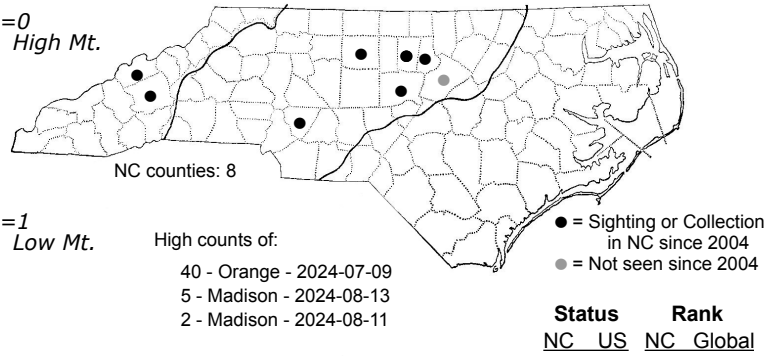 =0
High Mt.
NC counties: 8
=1
Low Mt.
High counts of:
40 - Orange - 2024-07-09
5 - Madison - 2024-08-13
2 - Madison - 2024-08-11
= Sighting or Collection
in NC since 2004
= Not seen since 2004
Status Rank
NC US NC Global